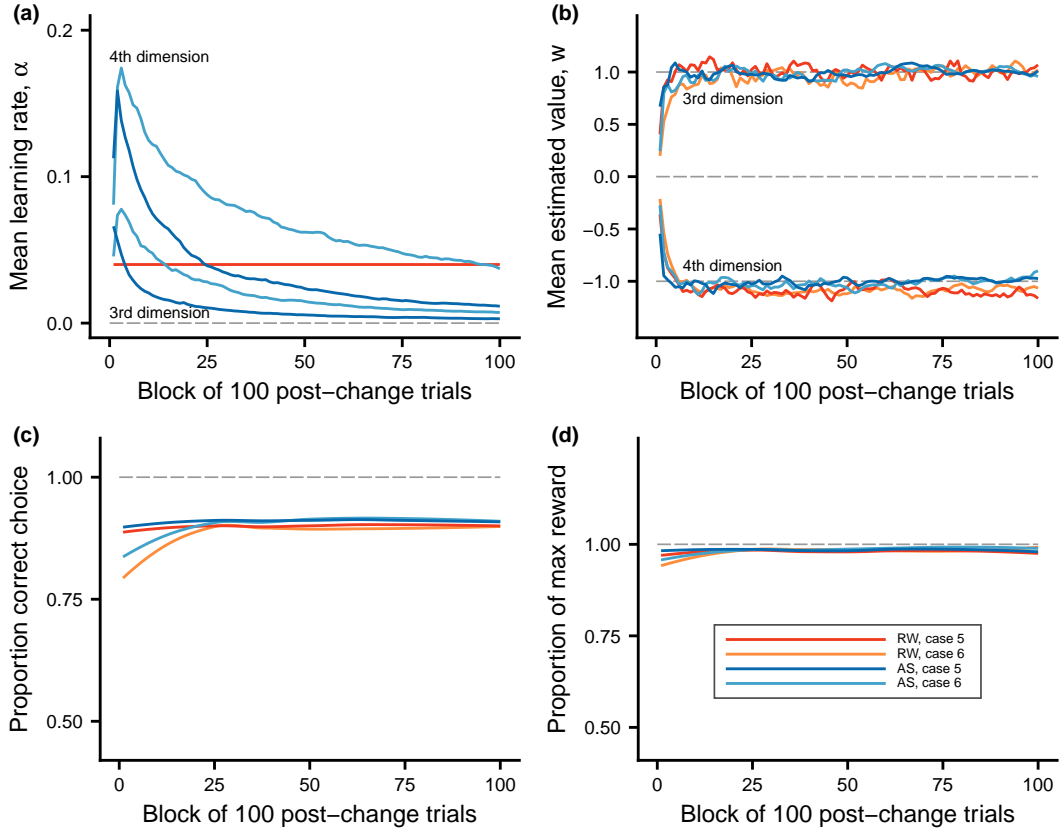 (a)
Mean learning rate, α
0.2
0.1
0.0
4th dimension
3rd dimension
0
25
50
75
100
Block of 100 post−change trials
(b)
Mean estimated value, w
1.0
0.5
0.0
−0.5
−1.0
3rd dimension
4th dimension
0
25
50
75
100
Block of 100 post−change trials
(c)
Proportion correct choice
1.00
0.75
0.50
0
25
50
75
100
Block of 100 post−change trials
(d)
Proportion of max reward
1.00
0.75
0.50
RW, case 5
RW, case 6
AS, case 5
AS, case 6
0
25
50
75
100
Block of 100 post−change trials